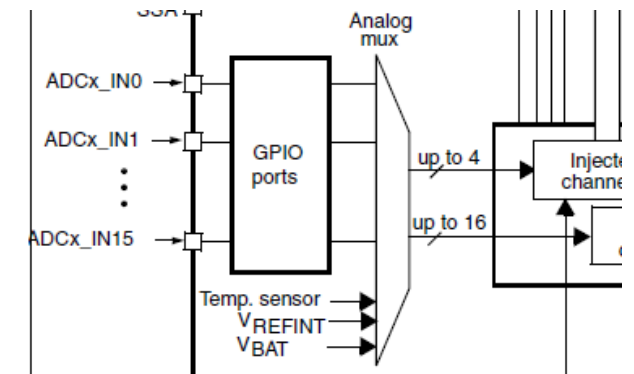 Analog
mux
ADCx_IN0
ADCx_IN1
GPIO
ports
up to 4
ADCx_IN15
up to 16
Temp. sensor
VREFINT
VBAT